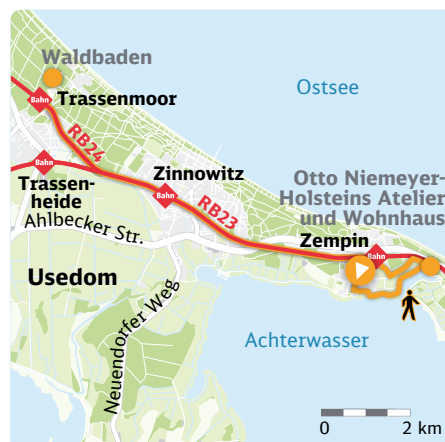 Waldbaden
Ostsee
Bahn
Trassenmoor
RB24
Bahn
Trassen-
heide
Zinnowitz
Bahn
RB23
Otto Niemeyer-
Holsteins Atelier
und Wohnhaus
Ahlbecker Str.
Zempin
Bahn
Usedom
Neuendorfer Weg
Achterwasser
0 2 km